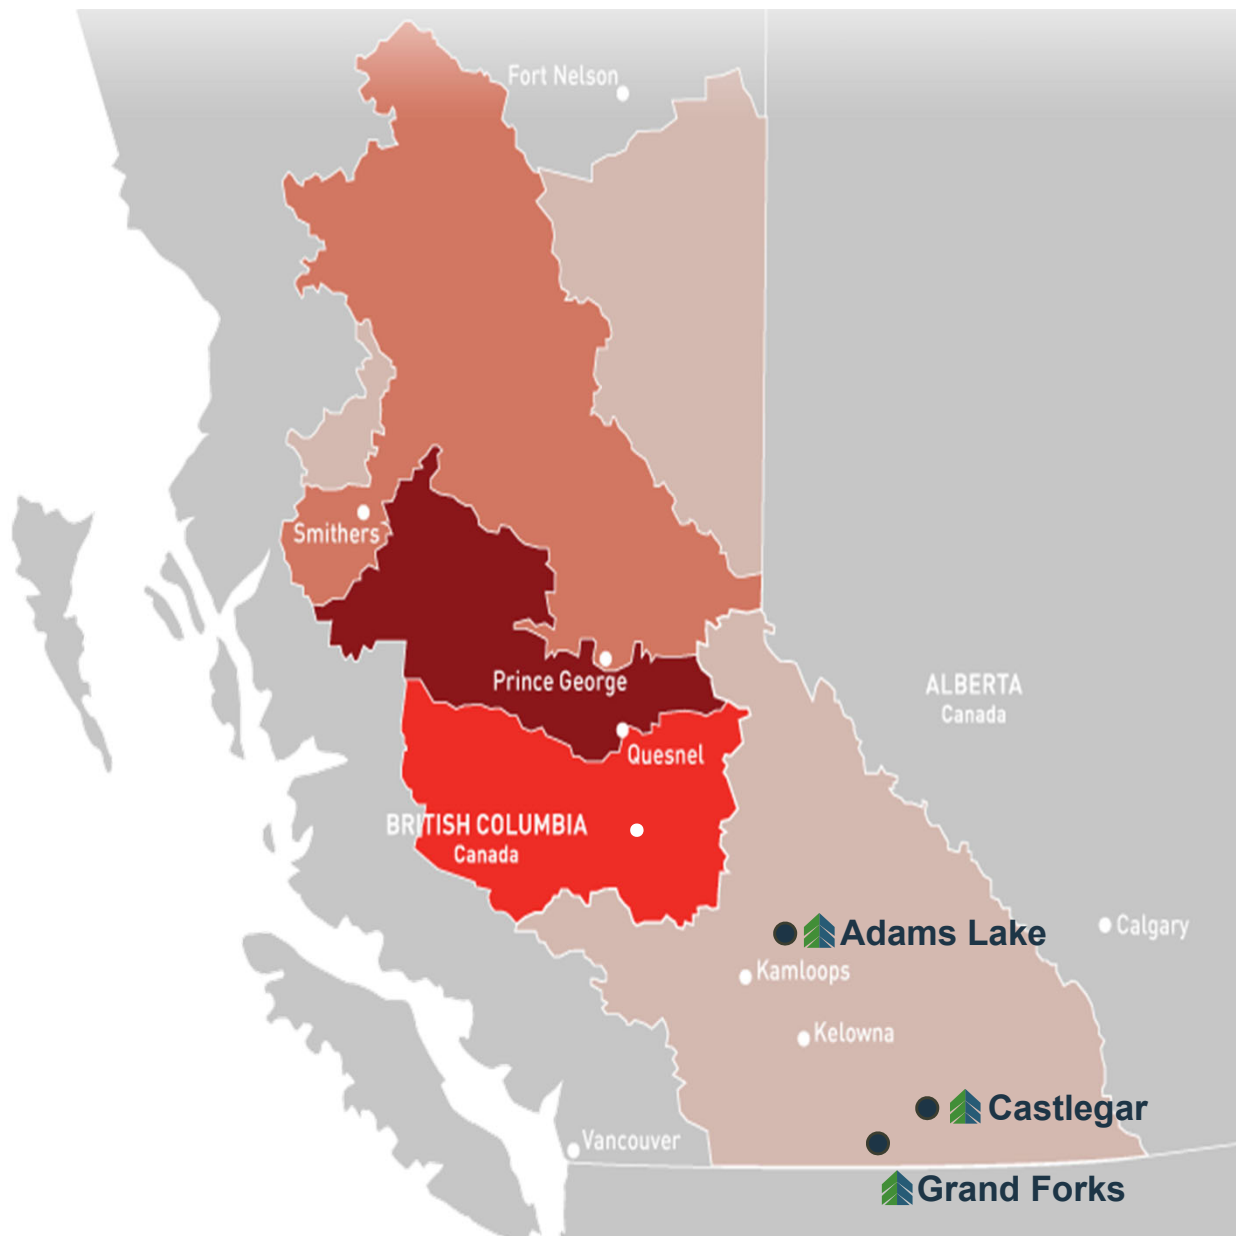 Fort Nelson
Smithers
Prince George
Quesnel
ALBERTA
Canada
BRITISH COLUMBIA
Canada
Adams Lake
Calgary
Kamloops
Kelowna
Castlegar
Vancouver
Grand Forks